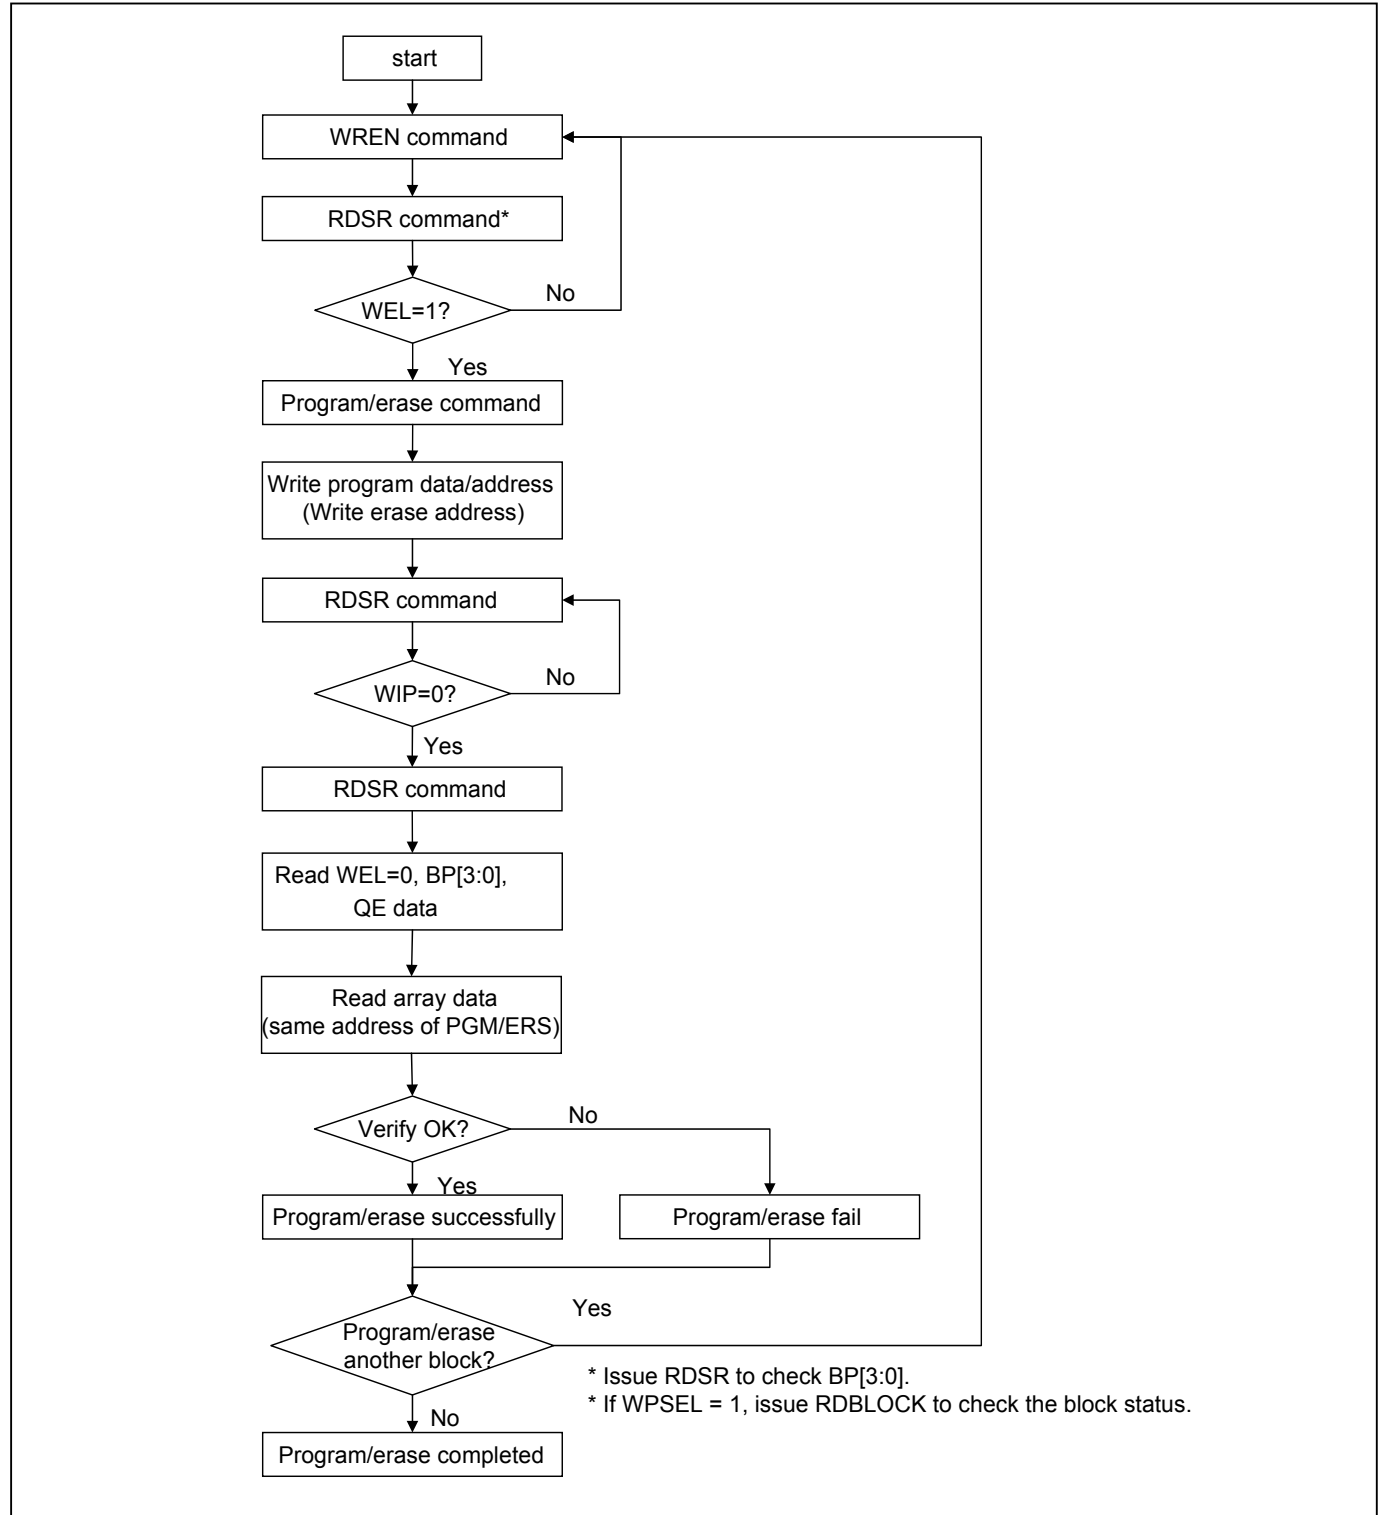 start
WREN command
RDSR command*
WEL=1?
No
Yes
Program/erase command
Write program data/address
(Write erase address)
RDSR command
WIP=0?
No
Yes
RDSR command
Read WEL=0, BP[3:0],
QE data
Read array data
(same address of PGM/ERS)
Verify OK?
No
Yes
Program/erase successfully
Program/erase fail
Yes
Program/erase
another block?
* Issue RDSR to check BP[3:0].
* If WPSEL = 1, issue RDBLOCK to check the block status.
No
Program/erase completed